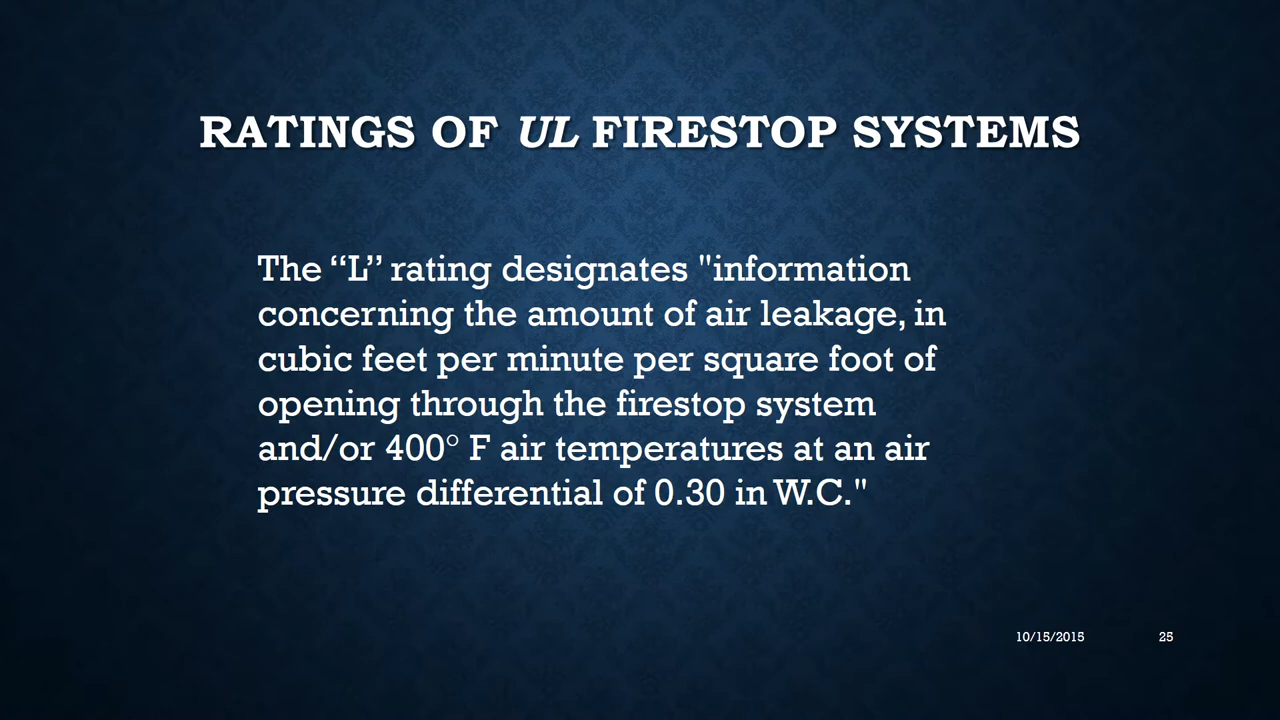 RATINGS OF UL FIRESTOP SYSTEMS
The “L” rating designates "information
concerning the amount of air leakage, in
cubic feet per minute per square foot of
opening through the firestop system
and/or 400° F air temperatures at an air
pressure differential of 0.30 in W.C."
10/15/2015 25